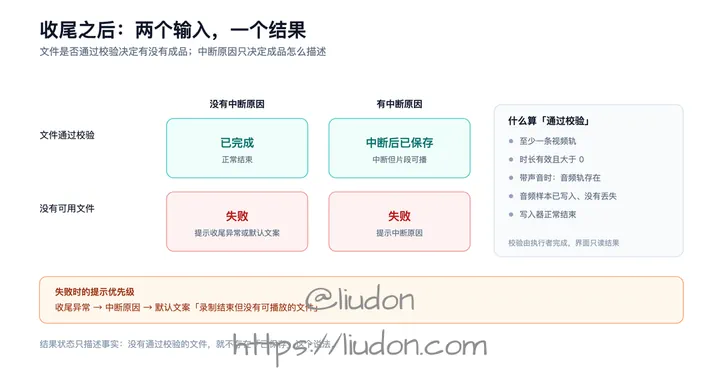 收尾之后：两个输入，一个结果
文件是否通过校验决定有没有成品；中断原因只决定成品怎么描述
没有中断原因
有中断原因
文件通过校验
已完成
正常结束
中断后已保存
中断但片段可播
没有可用文件
失败
提示收尾异常或默认文案
失败
提示中断原因
什么算「通过校验」
至少一条视频轨
时长有效且大于 0
带声音时：音频轨存在
音频样本已写入、没有丢失
写入器正常结束
校验由执行者完成，界面只读结果
失败时的提示优先级
收尾异常 → 中断原因 → 默认文案「录制结束但没有可播放的文件」
@liudon
结果状态只描述事实：没有通过校验的文件，就不存在「已保存」这个说法。
https://liudon.com